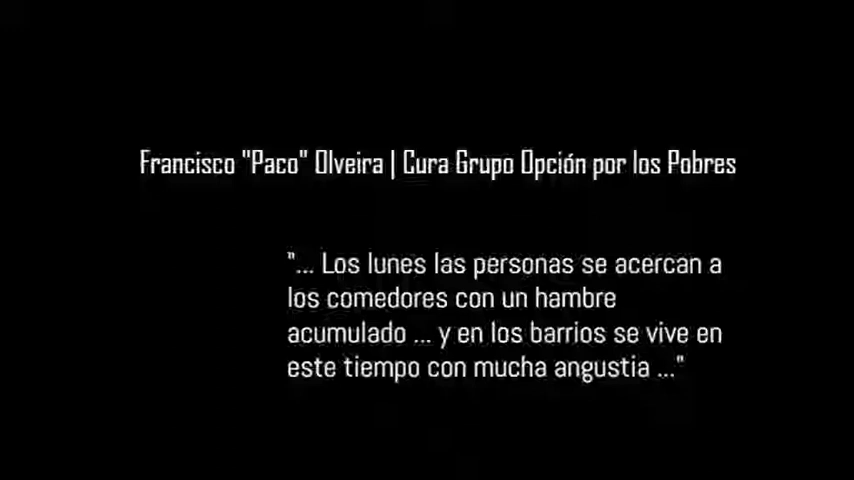 Francisco "Paco" Olveira | Cura Grupo Opción por los Pobres
"... Los lunes las personas se acercan a
los comedores con un hambre
acumulado ... y en los barrios se vive en
este tiempo con mucha angustia ..."